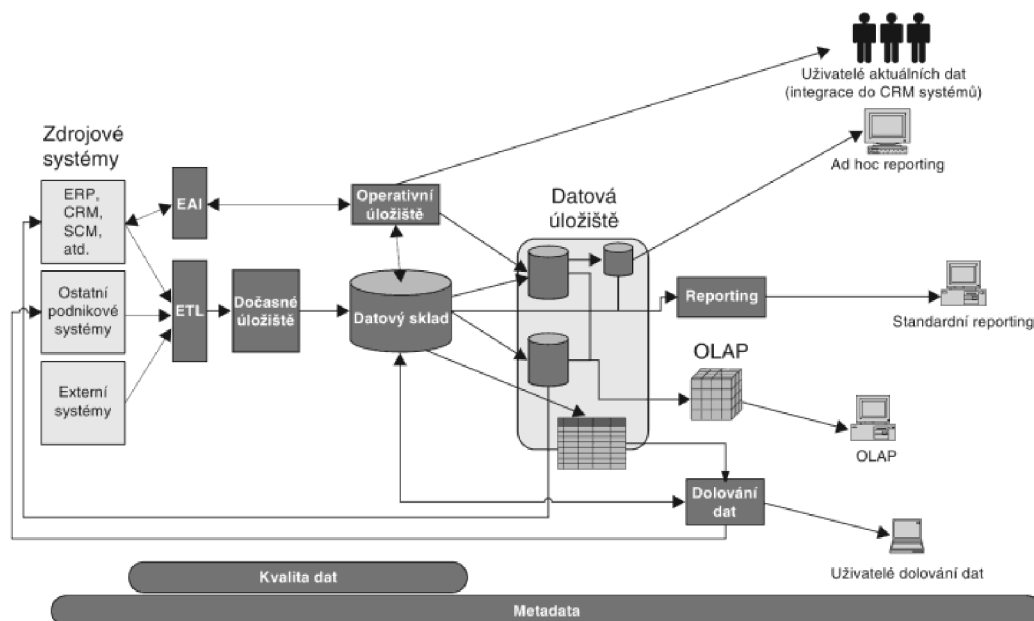 Uživatelé aktuálních dat
(integrace do CRM systémů)
Ad hoc reporting
Zdrojové
systémy
ERP,
CRM,
SCM,
atd.
EAI
Operativní
úložiště
Datová
úložiště
Ostatní
podnikové
systémy
ETL
Dočasné
úložiště
Datový sklad
Reporting
Standardní reporting
Externí
systémy
OLAP
OLAP
Dolování
dat
Uživatelé dolování dat
Kvalita dat
Metadata